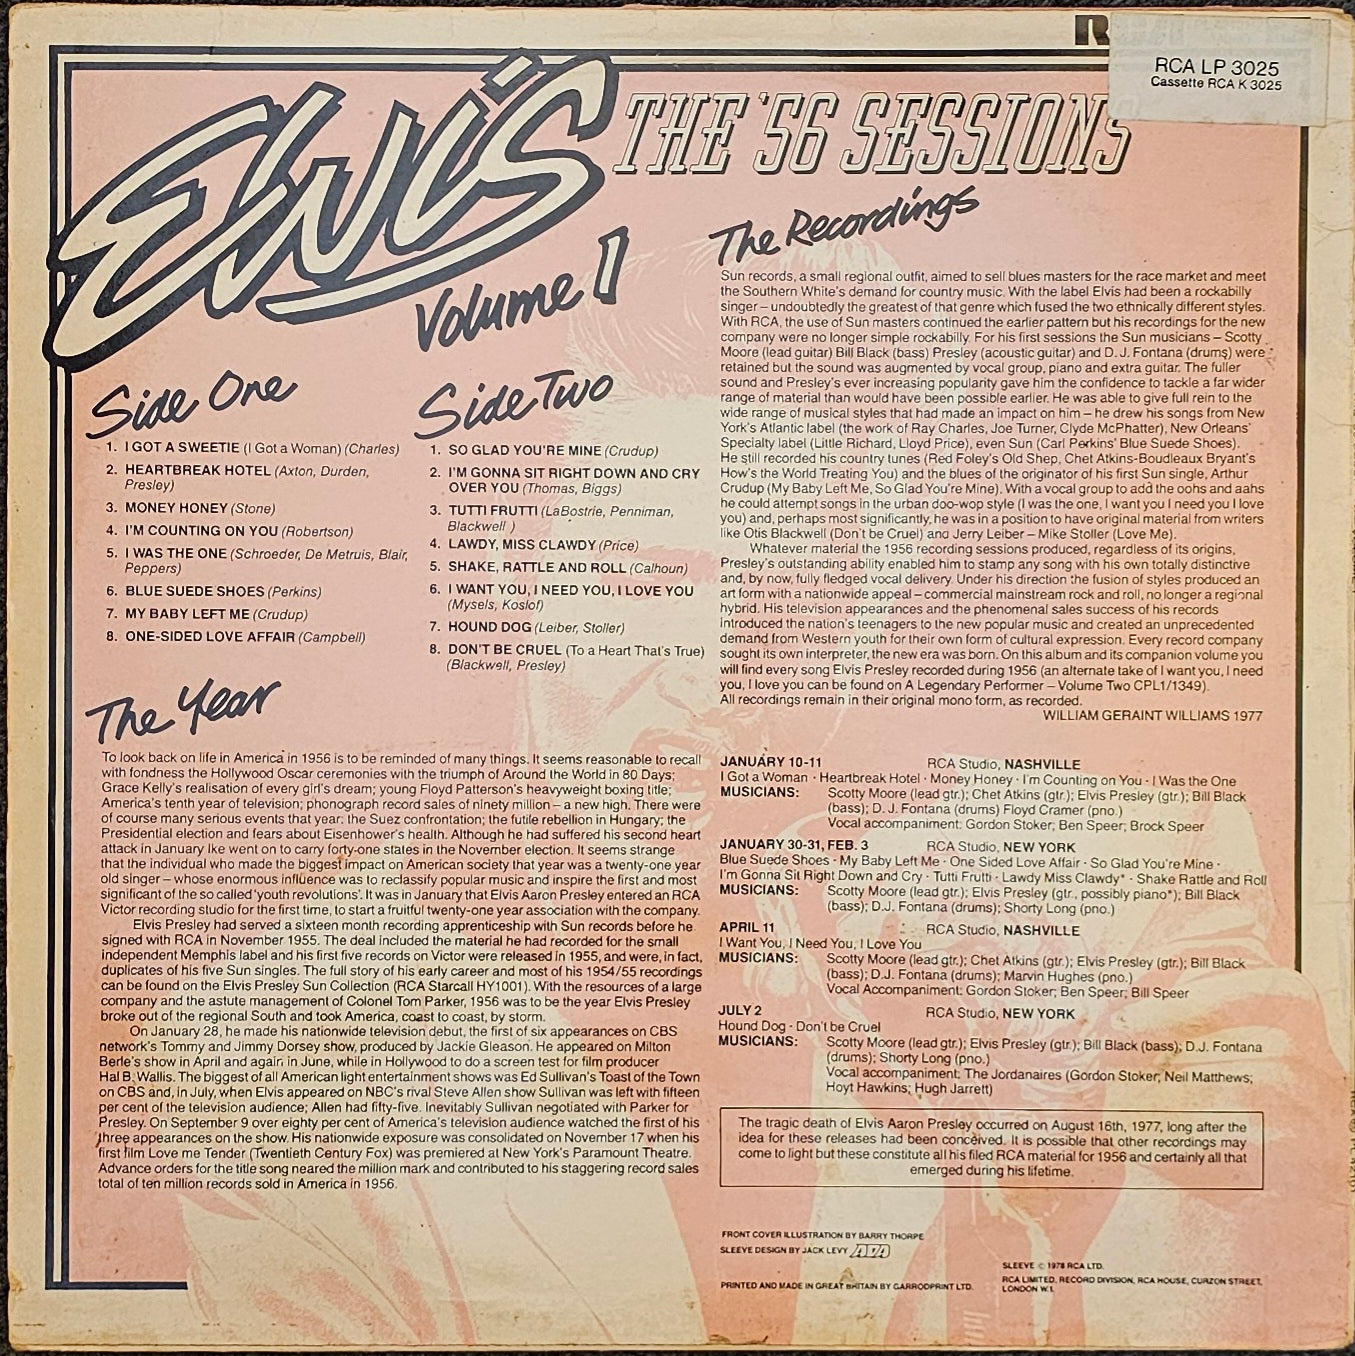 RCA LP 3025
Cassette RCA K 3025
Elvis
THE '56 SESSIONS
Volume 1
Side One
1. I GOT A SWEETIE (I Got a Woman) (Charles)
2. HEARTBREAK HOTEL (Axton, Durden,
Presley)
3. MONEY HONEY (Stone)
4. I'M COUNTING ON YOU (Robertson)
5. I WAS THE ONE (Schroeder, De Metruis, Blair,
Peppers)
6. BLUE SUEDE SHOES (Perkins)
7. MY BABY LEFT ME (Crudup)
8. ONE-SIDED LOVE AFFAIR (Campbell)
Side Two
1. SO GLAD YOU'RE MINE (Crudup)
2. I'M GONNA SIT RIGHT DOWN AND CRY
OVER YOU (Thomas, Biggs)
3. TUTTI FRUTTI (LaBostrie, Penniman,
Blackwell )
4. LAWDY, MISS CLAWDY (Price)
5. SHAKE, RATTLE AND ROLL (Calhoun)
6. I WANT YOU, I NEED YOU, I LOVE YOU
(Mysels, Koslof)
7. HOUND DOG (Leiber, Stoller)
8. DON'T BE CRUEL (To a Heart That's True)
(Blackwell, Presley)
The Year
To look back on life in America in 1956 is to be reminded of many things. It seems reasonable to recall
with fondness the Hollywood Oscar ceremonies with the triumph of Around the World in 80 Days;
Grace Kelly's realisation of every girl's dream; young Floyd Patterson's heavyweight boxing title;
America's tenth year of television; phonograph record sales of ninety million – a new high. There were
of course many serious events that year: the Suez confrontation; the futile rebellion in Hungary; the
Presidential election and fears about Eisenhower's health. Although he had suffered his second heart
attack in January Ike went on to carry forty-one states in the November election. It seems strange
that the individual who made the biggest impact on American society that year was a twenty-one year
old singer – whose enormous influence was to reclassify popular music and inspire the first and most
significant of the so called 'youth revolutions'. It was in January that Elvis Aaron Presley entered an RCA
Victor recording studio for the first time, to start a fruitful twenty-one year association with the company.
Elvis Presley had served a sixteen month recording apprenticeship with Sun records before he
signed with RCA in November 1955. The deal included the material he had recorded for the small
independent Memphis label and his first five records on Victor were released in 1955, and were, in fact,
duplicates of his five Sun singles. The full story of his early career and most of his 1954/55 recordings
can be found on the Elvis Presley Sun Collection (RCA Starcall HY1001). With the resources of a large
company and the astute management of Colonel Tom Parker, 1956 was to be the year Elvis Presley
broke out of the regional South and took America, coast to coast, by storm.
On January 28, he made his nationwide television debut, the first of six appearances on CBS
network's Tommy and Jimmy Dorsey show, produced by Jackie Gleason. He appeared on Milton
Berle's show in April and again in June, while in Hollywood to do a screen test for film producer
Hal B. Wallis. The biggest of all American light entertainment shows was Ed Sullivan's Toast of the Town
on CBS and, in July, when Elvis appeared on NBC's rival Steve Allen show Sullivan was left with fifteen
per cent of the television audience; Allen had fifty-five. Inevitably Sullivan negotiated with Parker for
Presley. On September 9 over eighty per cent of America's television audience watched the first of his
three appearances on the show. His nationwide exposure was consolidated on November 17 when his
first film Love me Tender (Twentieth Century Fox) was premiered at New York's Paramount Theatre.
Advance orders for the title song neared the million mark and contributed to his staggering record sales
total of ten million records sold in America in 1956.
The Recordings
Sun records, a small regional outfit, aimed to sell blues masters for the race market and meet
the Southern White's demand for country music. With the label Elvis had been a rockabilly
singer – undoubtedly the greatest of that genre which fused the two ethnically different styles.
With RCA, the use of Sun masters continued the earlier pattern but his recordings for the new
company were no longer simple rockabilly. For his first sessions the Sun musicians – Scotty
Moore (lead guitar) Bill Black (bass) Presley (acoustic guitar) and D.J. Fontana (drums) were
retained but the sound was augmented by vocal group, piano and extra guitar. The fuller
sound and Presley's ever increasing popularity gave him the confidence to tackle a far wider
range of material than would have been possible earlier. He was able to give full rein to the
wide range of musical styles that had made an impact on him – he drew his songs from New
York's Atlantic label (the work of Ray Charles, Joe Turner, Clyde McPhatter), New Orleans'
Specialty label (Little Richard, Lloyd Price), even Sun (Carl Perkins' Blue Suede Shoes).
He still recorded his country tunes (Red Foley's Old Shep, Chet Atkins-Boudleaux Bryant's
How's the World Treating You) and the blues of the originator of his first Sun single, Arthur
Crudup (My Baby Left Me, So Glad You're Mine). With a vocal group to add the oohs and aahs
he could attempt songs in the urban doo-wop style (I was the one, I want you I need you I love
you) and, perhaps most significantly, he was in a position to have original material from writers
like Otis Blackwell (Don't be Cruel) and Jerry Leiber – Mike Stoller (Love Me).
Whatever material the 1956 recording sessions produced, regardless of its origins,
Presley's outstanding ability enabled him to stamp any song with his own totally distinctive
and, by now, fully fledged vocal delivery. Under his direction the fusion of styles produced an
art form with a nationwide appeal – commercial mainstream rock and roll, no longer a regional
hybrid. His television appearances and the phenomenal sales success of his records
introduced the nation's teenagers to the new popular music and created an unprecedented
demand from Western youth for their own form of cultural expression. Every record company
sought its own interpreter, the new era was born. On this album and its companion volume you
will find every song Elvis Presley recorded during 1956 (an alternate take of I want you, I need
you, I love you can be found on A Legendary Performer – Volume Two CPL1/1349).
All recordings remain in their original mono form, as recorded.
WILLIAM GERAINT WILLIAMS 1977
JANUARY 10-11 RCA Studio, NASHVILLE
I Got a Woman · Heartbreak Hotel · Money Honey · I'm Counting on You · I Was the One
MUSICIANS: Scotty Moore (lead gtr.); Chet Atkins (gtr.); Elvis Presley (gtr.); Bill Black
(bass); D.J. Fontana (drums) Floyd Cramer (pno.)
Vocal accompaniment: Gordon Stoker; Ben Speer; Brock Speer
JANUARY 30-31, FEB. 3 RCA Studio, NEW YORK
Blue Suede Shoes · My Baby Left Me · One Sided Love Affair · So Glad You're Mine ·
I'm Gonna Sit Right Down and Cry · Tutti Frutti · Lawdy Miss Clawdy* · Shake Rattle and Roll
MUSICIANS: Scotty Moore (lead gtr.); Elvis Presley (gtr., possibly piano*); Bill Black
(bass); D.J. Fontana (drums); Shorty Long (pno.)
APRIL 11 RCA Studio, NASHVILLE
I Want You, I Need You, I Love You
MUSICIANS: Scotty Moore (lead gtr.); Chet Atkins (gtr.); Elvis Presley (gtr.); Bill Black
(bass); D.J. Fontana (drums); Marvin Hughes (pno.)
Vocal Accompaniment: Gordon Stoker; Ben Speer; Bill Speer
JULY 2 RCA Studio, NEW YORK
Hound Dog · Don't be Cruel
MUSICIANS: Scotty Moore (lead gtr.); Elvis Presley (gtr.); Bill Black (bass); D.J. Fontana
(drums); Shorty Long (pno.)
Vocal accompaniment: The Jordanaires (Gordon Stoker; Neil Matthews;
Hoyt Hawkins; Hugh Jarrett)
The tragic death of Elvis Aaron Presley occurred on August 16th, 1977, long after the
idea for these releases had been conceived. It is possible that other recordings may
come to light but these constitute all his filed RCA material for 1956 and certainly all that
emerged during his lifetime.
FRONT COVER ILLUSTRATION BY BARRY THORPE
SLEEVE DESIGN BY JACK LEVY
PRINTED AND MADE IN GREAT BRITAIN BY GARRODPRINT LTD.
SLEEVE © 1978 RCA LTD.
RCA LIMITED, RECORD DIVISION, RCA HOUSE, CURZON STREET,
LONDON W.1.